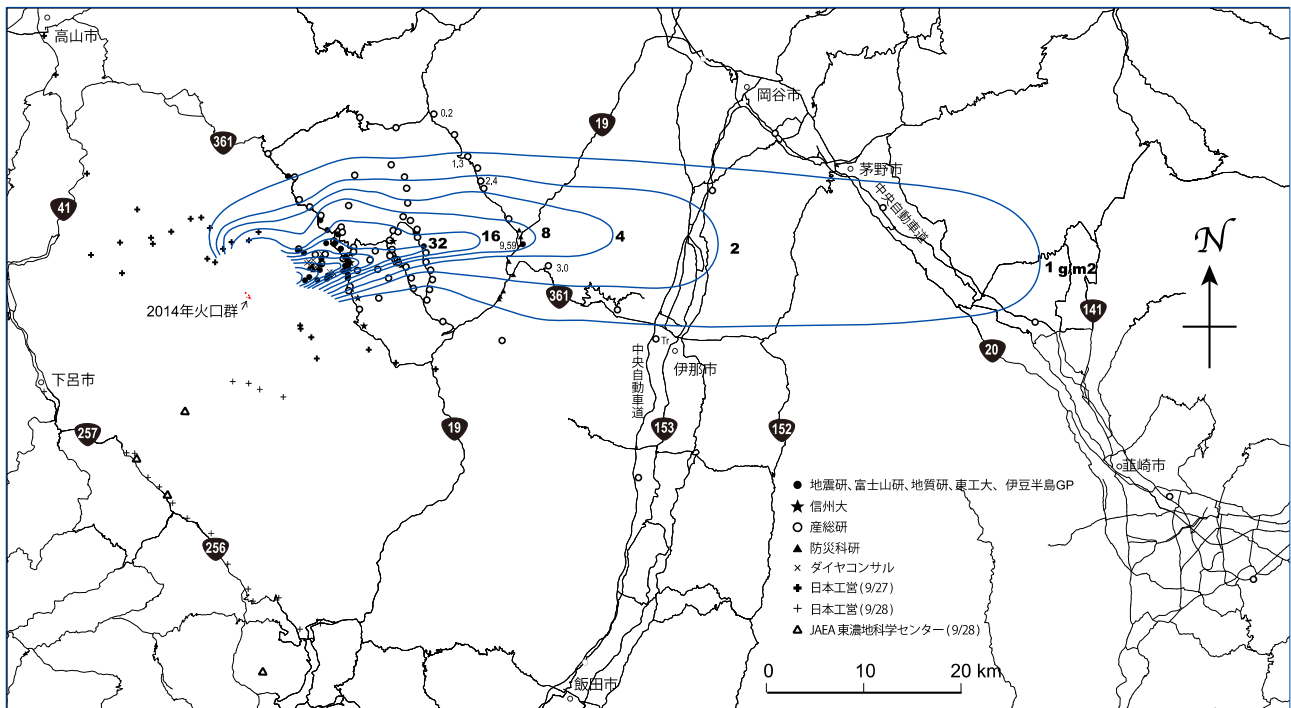 高山市
岡谷市
0.2
19
361
1.3
茅野市
2.4
中央自動車道
41
9.59
32
16
8
4
2
1 g/m2
N
3.0
361
141
2014年火口群
20
Tr
伊那市
中央自動車道
下呂市
257
19
153
152
韮崎市
256
地震研、富士山研、地質研、東工大、伊豆半島GP
信州大
産総研
防災科研
ダイヤコンサル
日本工営(9/27)
日本工営(9/28)
JAEA東濃地科学センター(9/28)
0 10 20 km
飯田市